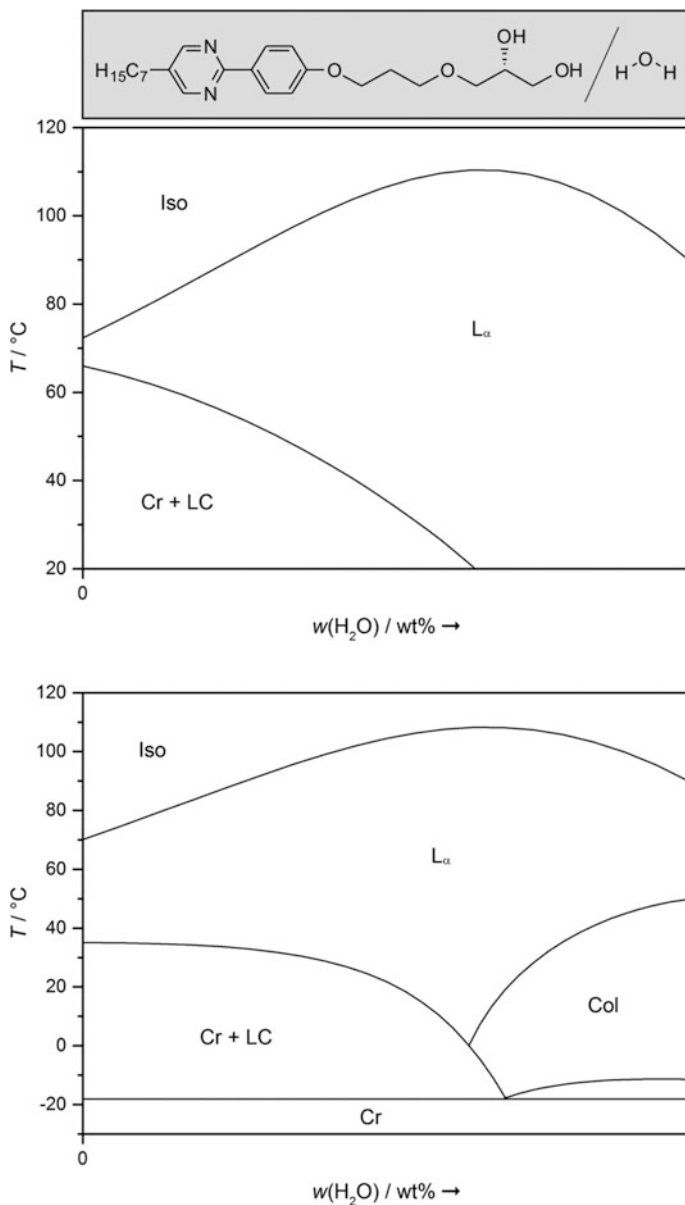 H₁₅C₇ N N O O OH OH / H O H
120
100
80
60
40
20
T / °C
Iso
Lα
Cr + LC
0
w(H₂O) / wt% →
120
100
80
60
40
20
0
-20
T / °C
Iso
Lα
Cr + LC
Col
Cr
0
w(H₂O) / wt% →